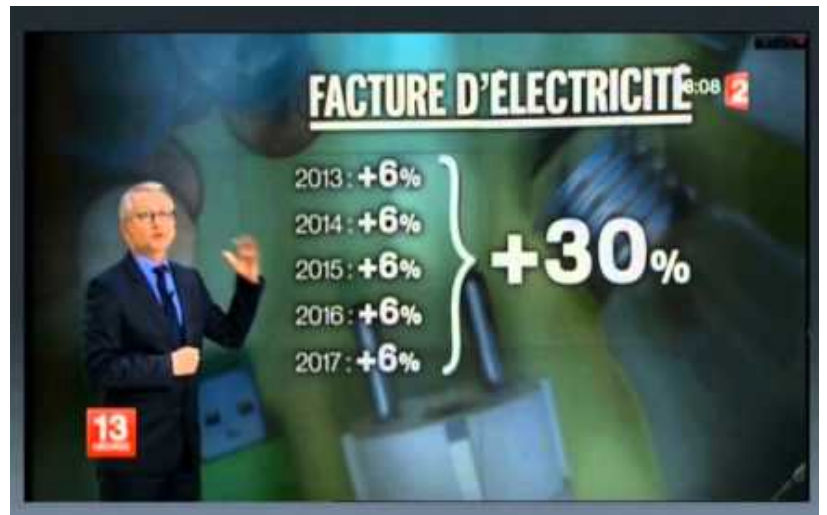 FACTURE D'ÉLECTRICITÉ
8:08 2
2013 : +6%
2014 : +6%
2015 : +6%
2016 : +6%
2017 : +6%
+30%
13